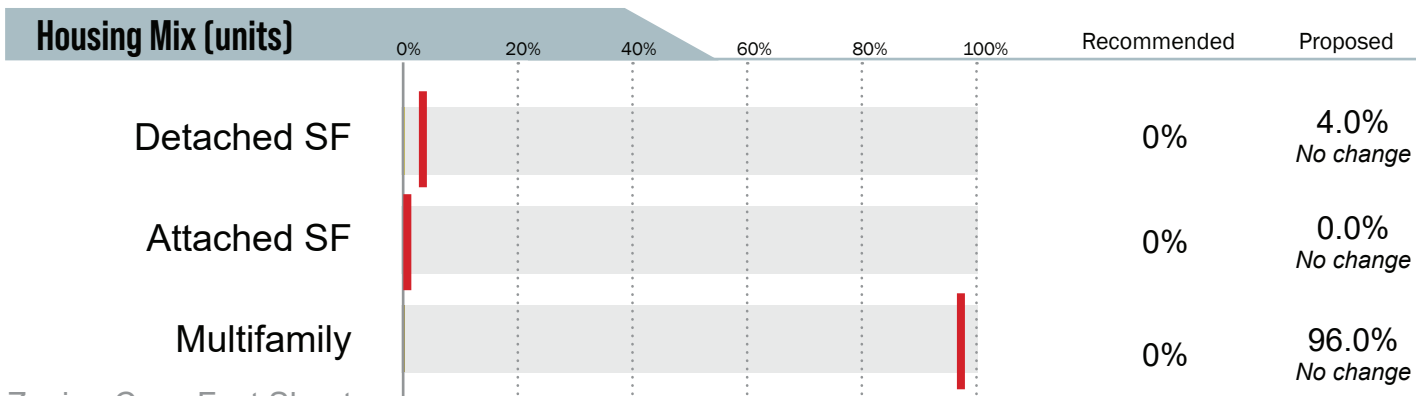 Housing Mix (units) 0% 20% 40% 60% 80% 100% Recommended Proposed
Detached SF 0% 4.0%
No change
Attached SF 0% 0.0%
No change
Multifamily 0% 96.0%
No change